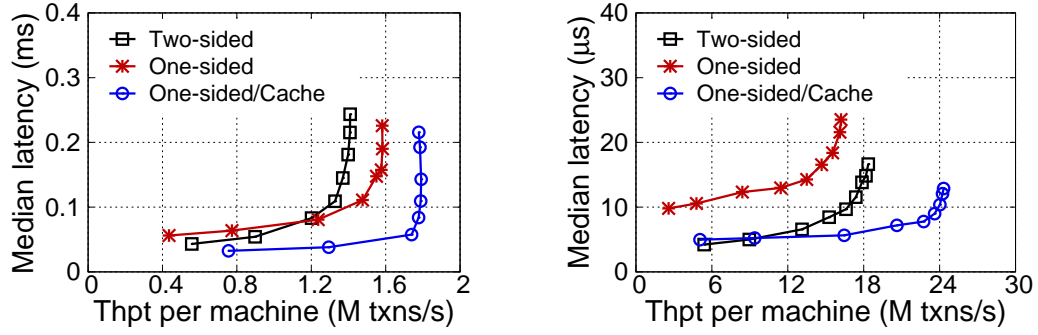 Median latency (ms)
0.4
0.3
0.2
0.1
0
Two-sided
One-sided
One-sided/Cache
0 0.4 0.8 1.2 1.6 2
Thpt per machine (M txns/s)
Median latency (μs)
40
30
20
10
0
Two-sided
One-sided
One-sided/Cache
0 6 12 18 24 30
Thpt per machine (M txns/s)